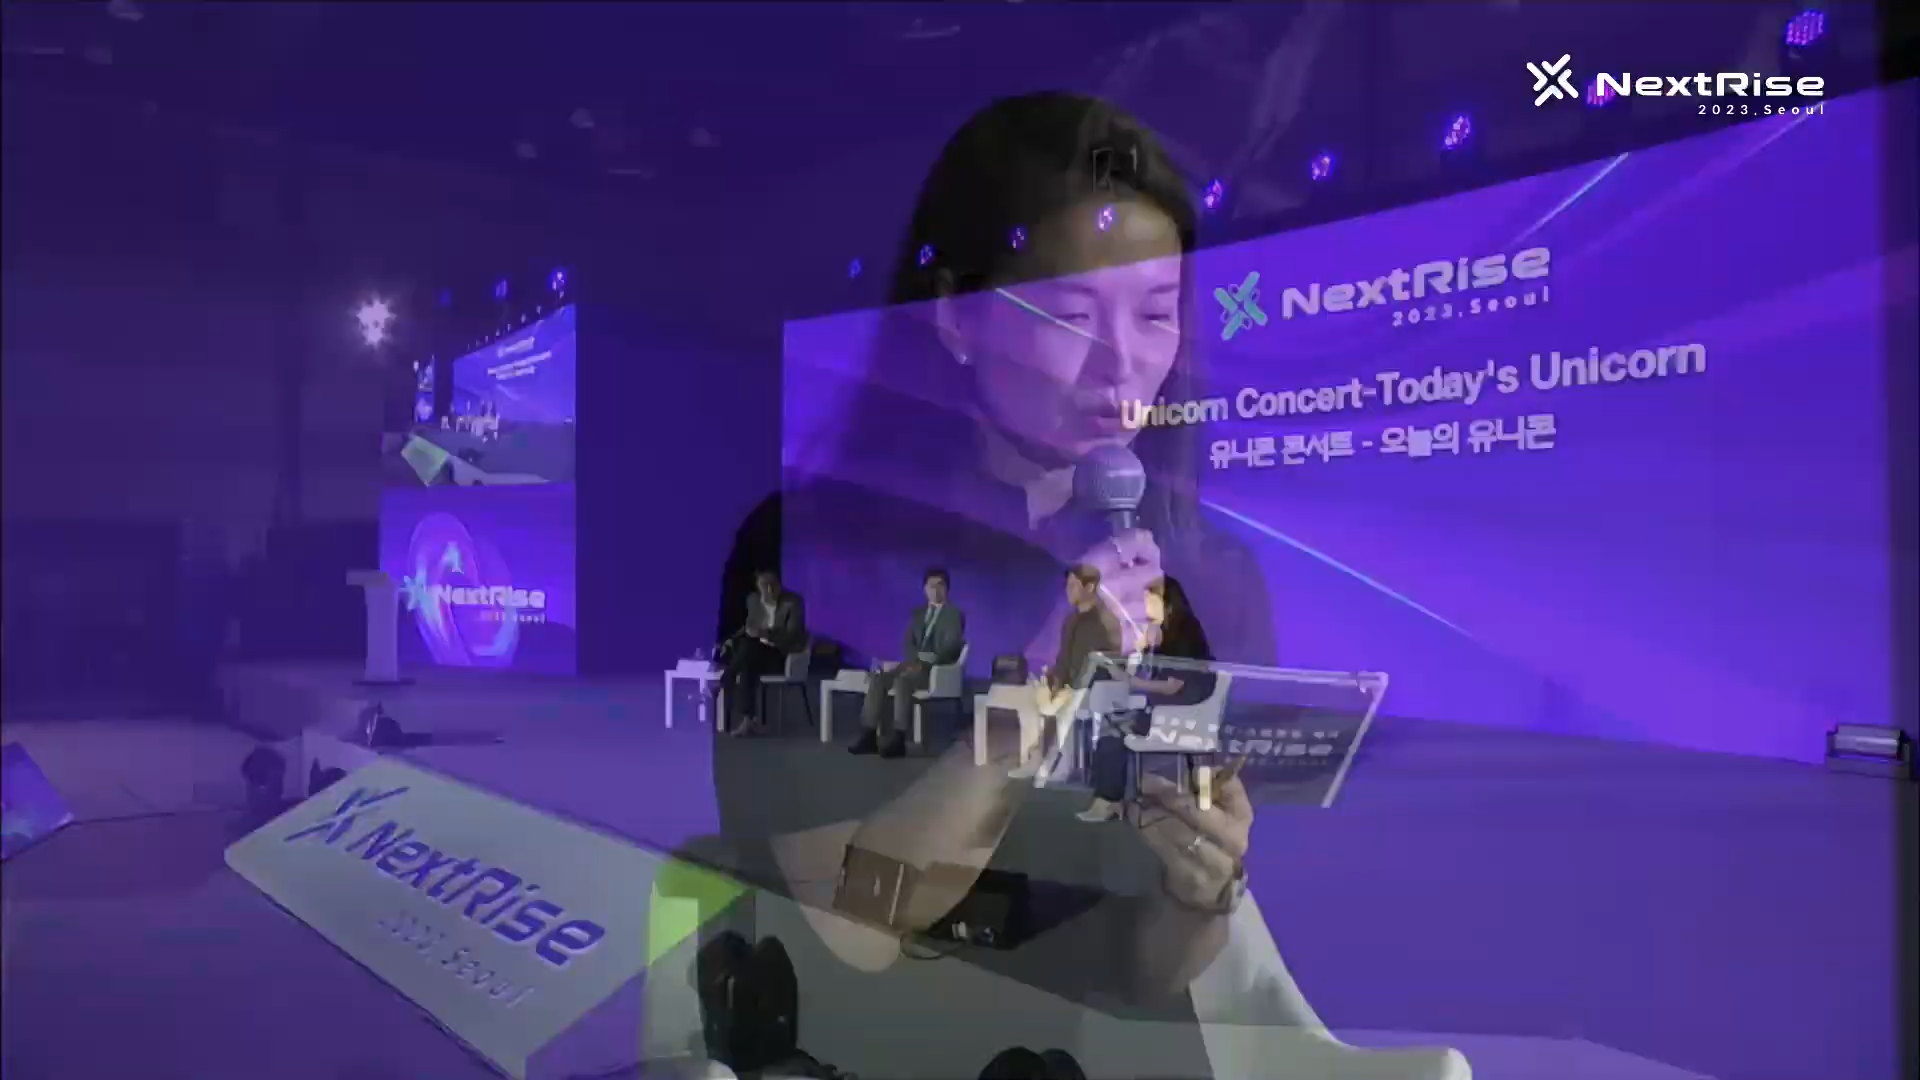 NextRise
2023.Seoul
NextRise
2023.Seoul
Unicorn Concert-Today's Unicorn
유니콘 콘서트 - 오늘의 유니콘
NextRise
NextRise
NextRise
2023.Seoul